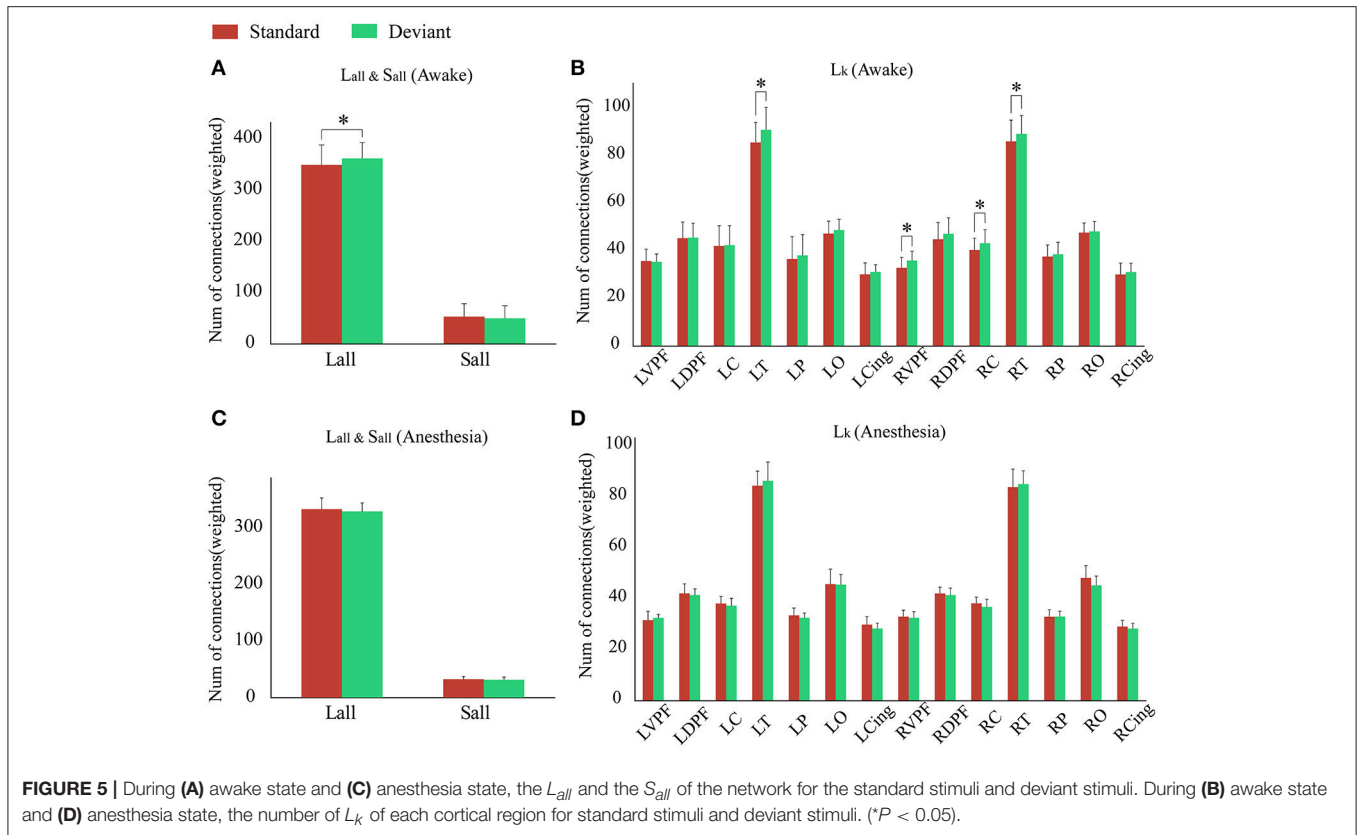 Standard Deviant
A
Lall & Sall (Awake)
Num of connections(weighted)
400
300
200
100
0
*
Lall Sall
B
Lk (Awake)
Num of connections(weighted)
100
80
60
40
20
0
* * * * 
LVPF LDPF LC LT LP LO LCing RVPF RDPF RC RT RP RO RCing
C
Lall & Sall (Anesthesia)
Num of connections(weighted)
300
200
100
0
Lall Sall
D
Lk (Anesthesia)
Num of connections(weighted)
100
80
60
40
20
0
LVPF LDPF LC LT LP LO LCing RVPF RDPF RC RT RP RO RCing
FIGURE 5 | During (A) awake state and (C) anesthesia state, the Lall and the Sall of the network for the standard stimuli and deviant stimuli. During (B) awake state
and (D) anesthesia state, the number of Lk of each cortical region for standard stimuli and deviant stimuli. (*P < 0.05).